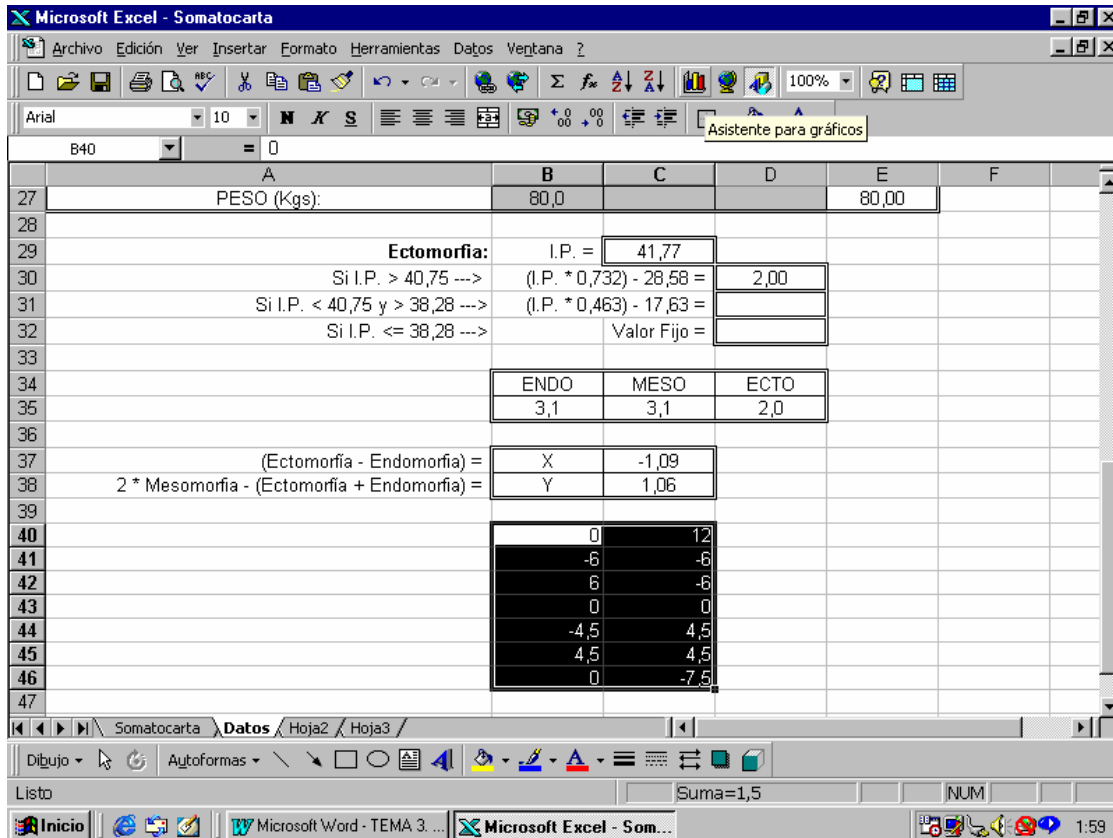 Microsoft Excel - Somatocarta
Archivo Edición Ver Insertar Formato Herramientas Datos Ventana ?
100%
Arial 10 N K S
Asistente para gráficos
B40 = 0
A B C D E F
27 PESO (Kgs): 80,0 80,00
28
29 Ectomorfia: I.P. = 41,77
30 Si I.P. > 40,75 ---> (I.P. * 0,732) - 28,58 = 2,00
31 Si I.P. < 40,75 y > 38,28 ---> (I.P. * 0,463) - 17,63 =
32 Si I.P. <= 38,28 ---> Valor Fijo =
33
34 ENDO MESO ECTO
35 3,1 3,1 2,0
36
37 (Ectomorfía - Endomorfia) = X -1,09
38 2 * Mesomorfia - (Ectomorfía + Endomorfia) = Y 1,06
39
40 0 12
41 -6 -6
42 6 -6
43 0 0
44 -4,5 4,5
45 4,5 4,5
46 0 -7,5
47
Somatocarta Datos Hoja2 Hoja3
Dibujo Autoformas
Listo Suma=1,5 NUM
Inicio Microsoft Word - TEMA 3. ... Microsoft Excel - Som... 1:59